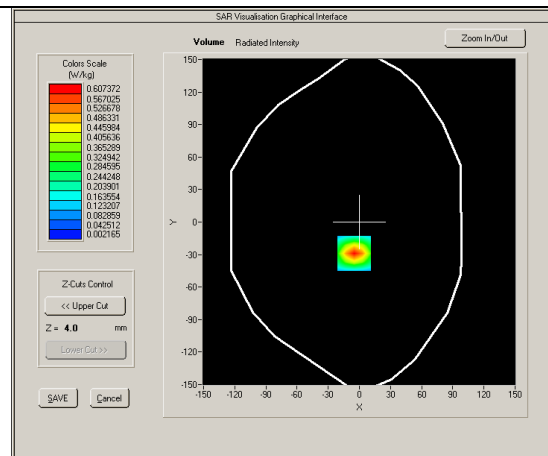 SAR Visualisation Graphical Interface
Volume Radiated Intensity
Zoom In/Out
Colors Scale
(W/kg)
0.607372
0.567025
0.526678
0.486331
0.445984
0.405636
0.365289
0.324942
0.284595
0.244248
0.203901
0.163554
0.123207
0.082859
0.042512
0.002165
Z-Cuts Control
<< Upper Cut
Z = 4.0 mm
Lower Cut >>
SAVE Cancel
150
120
90
60
30
Y 0
-30
-60
-90
-120
-150
-150 -120 -90 -60 -30 0 30 60 90 120 150
X